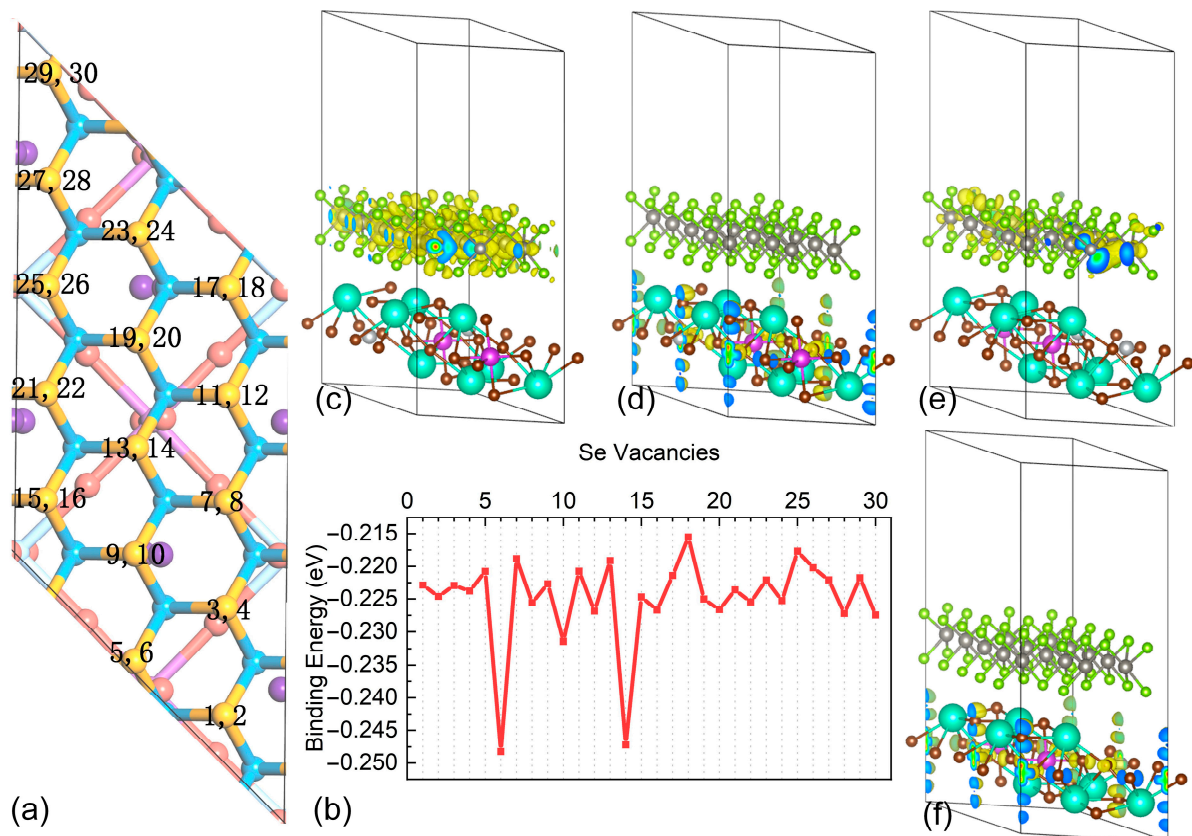 29, 30
27, 28
23, 24
25, 26
17, 18
19, 20
21, 22
11, 12
13, 14
15, 16
7, 8
9, 10
3, 4
5, 6
1, 2
(a)
(c)
(d)
(e)
Se Vacancies
0 5 10 15 20 25 30
−0.215
−0.220
−0.225
−0.230
−0.235
−0.240
−0.245
−0.250
Binding Energy (eV)
(b)
(f)